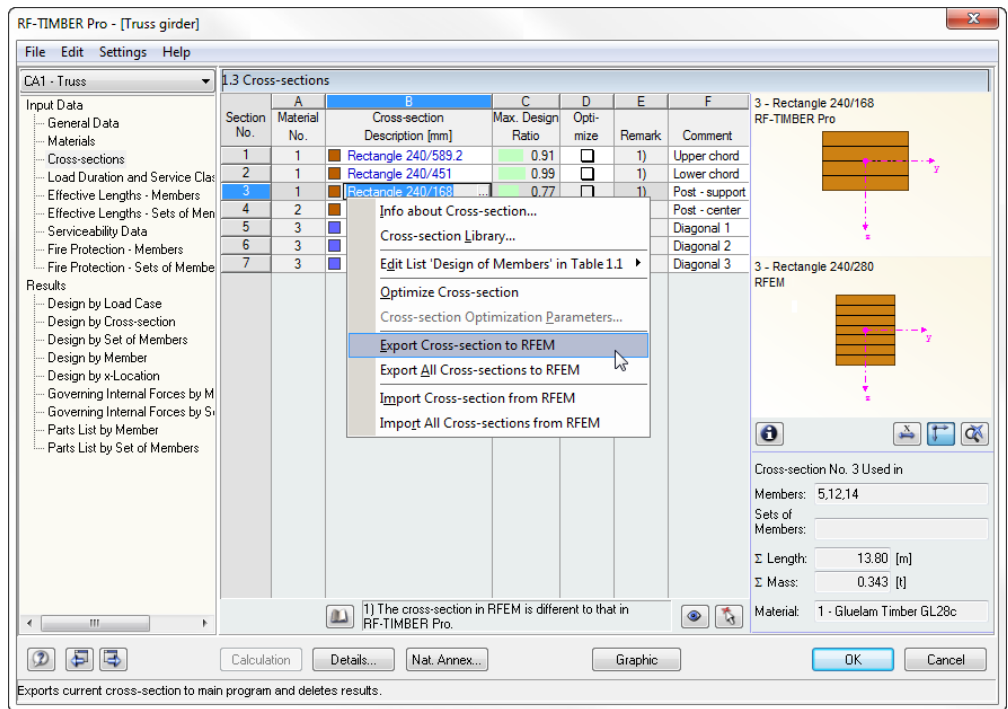 RF-TIMBER Pro - [Truss girder]
File Edit Settings Help
CA1 - Truss
Input Data
General Data
Materials
Cross-sections
Load Duration and Service Clas
Effective Lengths - Members
Effective Lengths - Sets of Men
Serviceability Data
Fire Protection - Members
Fire Protection - Sets of Membe
Results
Design by Load Case
Design by Cross-section
Design by Set of Members
Design by Member
Design by x-Location
Governing Internal Forces by M
Governing Internal Forces by S
Parts List by Member
Parts List by Set of Members
1.3 Cross-sections
A B C D E F
Section Material Cross-section Max. Design Opti-
No. No. Description [mm] Ratio mize Remark Comment
1 1 Rectangle 240/589.2 0.91 1) Upper chord
2 1 Rectangle 240/451 0.99 1) Lower chord
3 1 Rectangle 240/168 ... 0.77 1) Post - support
4 2 Post - center
5 3 Diagonal 1
6 3 Diagonal 2
7 3 Diagonal 3
Info about Cross-section...
Cross-section Library...
Edit List 'Design of Members' in Table 1.1
Optimize Cross-section
Cross-section Optimization Parameters...
Export Cross-section to RFEM
Export All Cross-sections to RFEM
Import Cross-section from RFEM
Import All Cross-sections from RFEM
1) The cross-section in RFEM is different to that in
RF-TIMBER Pro.
3 - Rectangle 240/168
RF-TIMBER Pro
y
z
3 - Rectangle 240/280
RFEM
y
z
Cross-section No. 3 Used in
Members: 5,12,14
Sets of
Members:
Σ Length: 13.80 [m]
Σ Mass: 0.343 [t]
Material: 1 - Gluelam Timber GL28c
Calculation Details... Nat. Annex... Graphic OK Cancel
Exports current cross-section to main program and deletes results.